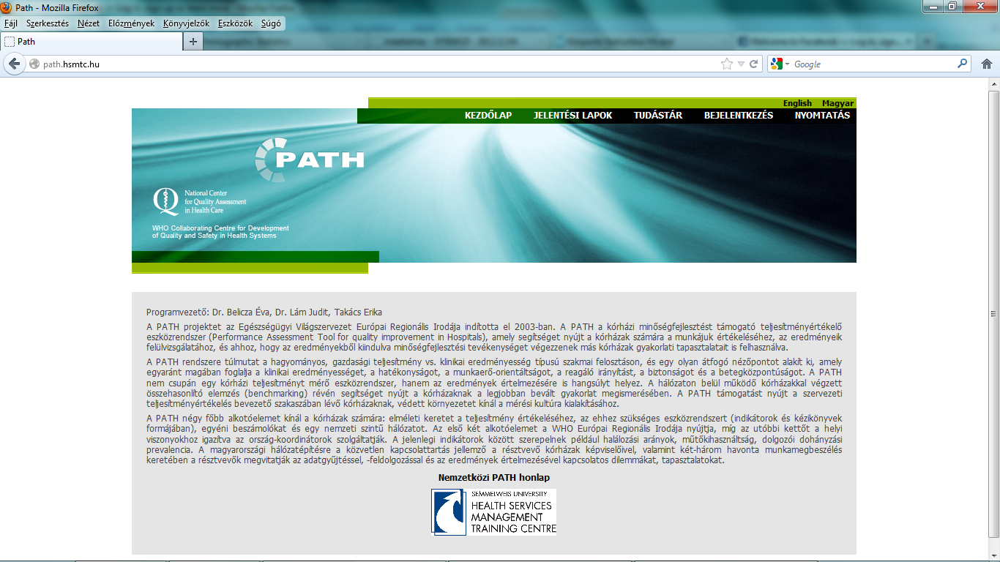 Path - Mozilla Firefox
Fájl Szerkesztés Nézet Előzmények Könyvjelzők Eszközök Súgó
Path
path.hsmtc.hu
Google
English Magyar
KEZDŐLAP JELENTÉSI LAPOK TUDÁSTÁR BEJELENTKEZÉS NYOMTATÁS
PATH
National Center
for Quality Assessment
in Health Care
WHO Collaborating Centre for Development
of Quality and Safety in Health Systems
Programvezető: Dr. Belicza Éva, Dr. Lám Judit, Takács Erika
A PATH projektet az Egészségügyi Világszervezet Európai Regionális Irodája indította el 2003-ban. A PATH a kórházi minőségfejlesztést támogató teljesítményértékelő
eszközrendszer (Performance Assessment Tool for quality improvement in Hospitals), amely segítséget nyújt a kórházak számára a munkájuk értékeléséhez, az eredményeik
felülvizsgálatához, és ahhoz, hogy az eredményekből kiindulva minőségfejlesztési tevékenységet végezzenek más kórházak gyakorlati tapasztalatait is felhasználva.
A PATH rendszere túlmutat a hagyományos, gazdasági teljesítmény vs. klinikai eredményesség típusú szakmai felosztáson, és egy olyan átfogó nézőpontot alakít ki, amely
egyaránt magában foglalja a klinikai eredményességet, a hatékonyságot, a munkaerő-orientáltságot, a reagáló irányítást, a biztonságot és a betegközpontúságot. A PATH
nem csupán egy kórházi teljesítményt mérő eszközrendszer, hanem az eredmények értelmezésére is hangsúlyt helyez. A hálózaton belül működő kórházakkal végzett
összehasonlító elemzés (benchmarking) révén segítséget nyújt a kórházaknak a legjobban bevált gyakorlat megismerésében. A PATH támogatást nyújt a szervezeti
teljesítményértékelés bevezető szakaszában lévő kórházaknak, védett környezetet kínál a mérési kultúra kialakításához.
A PATH négy főbb alkotóelemet kínál a kórházak számára: elméleti keretet a teljesítmény értékeléséhez, az ehhez szükséges eszközrendszert (indikátorok és kézikönyvek
formájában), egyéni beszámolókat és egy nemzeti szintű hálózatot. Az első két alkotóelemet a WHO Európai Regionális Irodája nyújtja, míg az utóbbi kettőt a helyi
viszonyokhoz igazítva az ország-koordinátorok szolgáltatják. A jelenlegi indikátorok között szerepelnek például halálozási arányok, műtőkihasználtság, dolgozói dohányzási
prevalencia. A magyarországi hálózatépítésre a közvetlen kapcsolattartás jellemző a résztvevő kórházak képviselőivel, valamint két-három havonta munkamegbeszélés
keretében a résztvevők megvitatják az adatgyűjtéssel, -feldolgozással és az eredmények értelmezésével kapcsolatos dilemmákat, tapasztalatokat.
Nemzetközi PATH honlap
SEMMELWEIS UNIVERSITY
HEALTH SERVICES
MANAGEMENT
TRAINING CENTRE